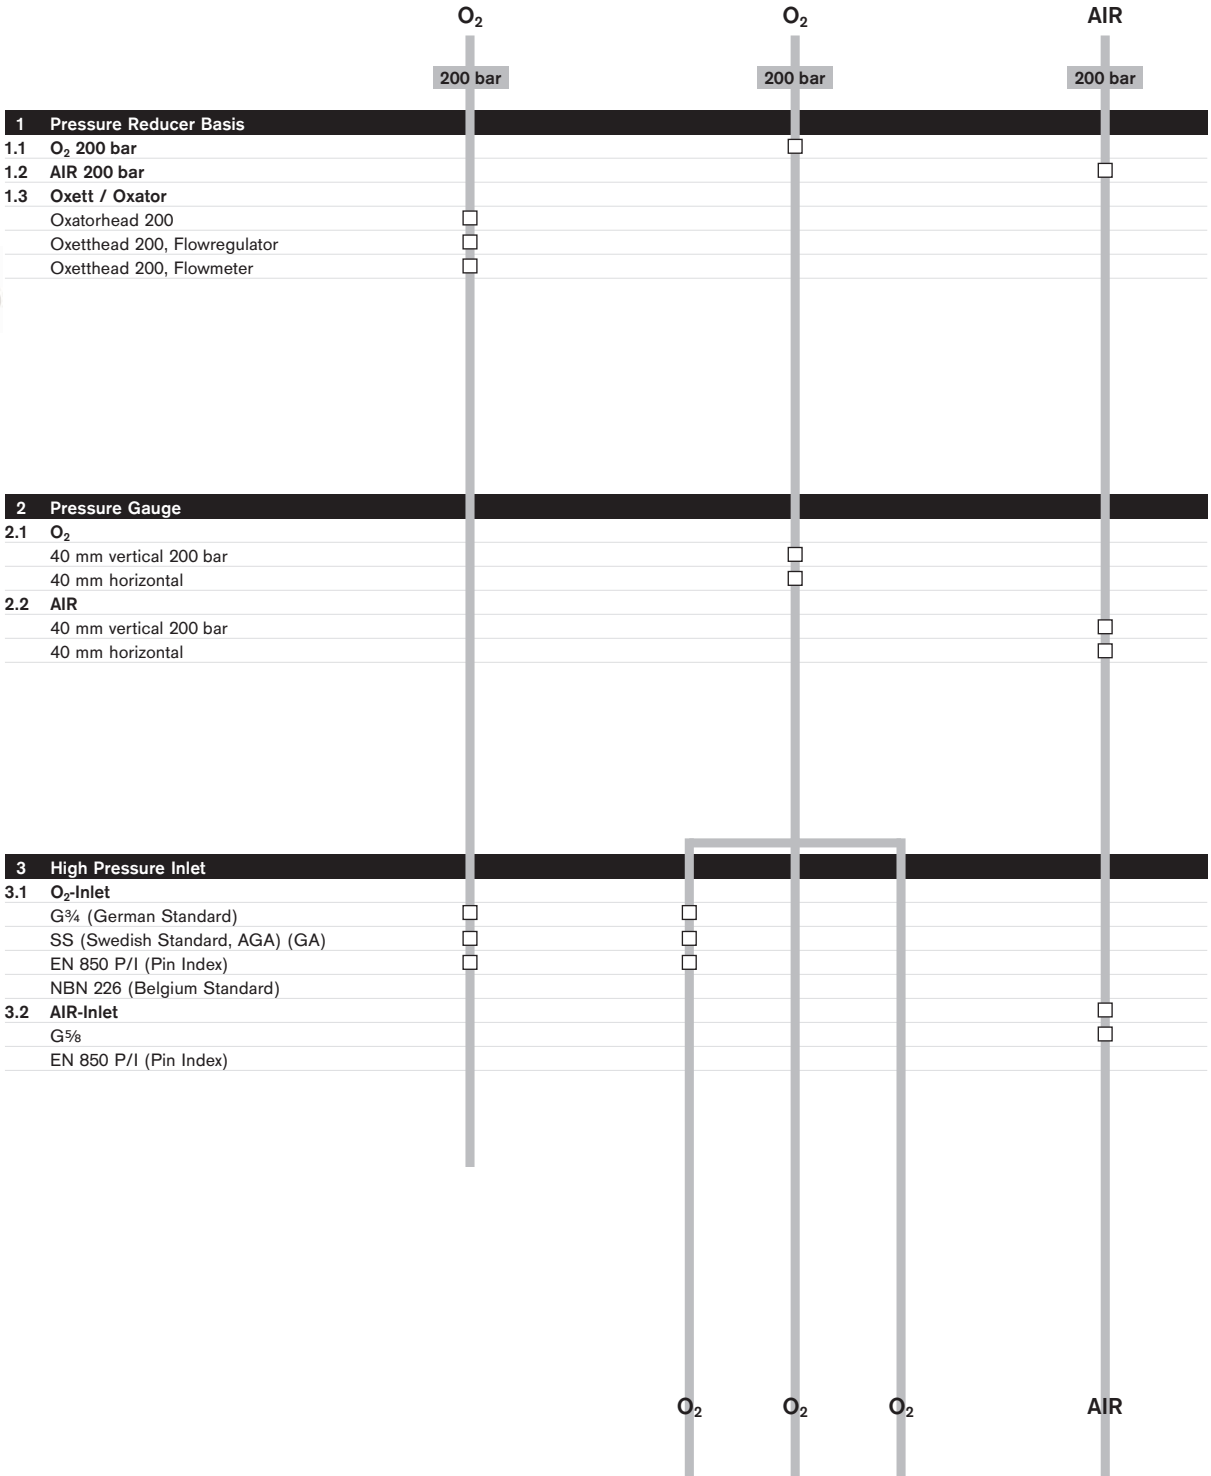 O₂ O₂ AIR
200 bar 200 bar 200 bar
1 Pressure Reducer Basis
1.1 O₂ 200 bar
1.2 AIR 200 bar
1.3 Oxett / Oxator
Oxatorhead 200
Oxetthead 200, Flowregulator
Oxetthead 200, Flowmeter
2 Pressure Gauge
2.1 O₂
40 mm vertical 200 bar
40 mm horizontal
2.2 AIR
40 mm vertical 200 bar
40 mm horizontal
3 High Pressure Inlet
3.1 O₂-Inlet
G¾ (German Standard)
SS (Swedish Standard, AGA) (GA)
EN 850 P/I (Pin Index)
NBN 226 (Belgium Standard)
3.2 AIR-Inlet
G⅝
EN 850 P/I (Pin Index)
O₂ O₂ O₂ AIR